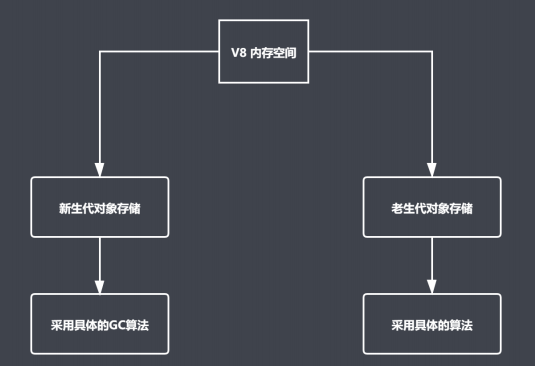 V8 内存空间
新生代对象存储
老生代对象存储
采用具体的GC算法
采用具体的算法